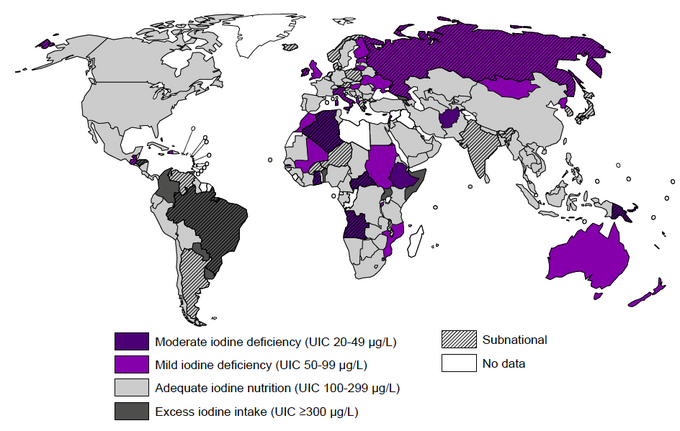 Moderate iodine deficiency (UIC 20-49 µg/L)
Mild iodine deficiency (UIC 50-99 µg/L)
Adequate iodine nutrition (UIC 100-299 µg/L)
Excess iodine intake (UIC ≥300 µg/L)
Subnational
No data